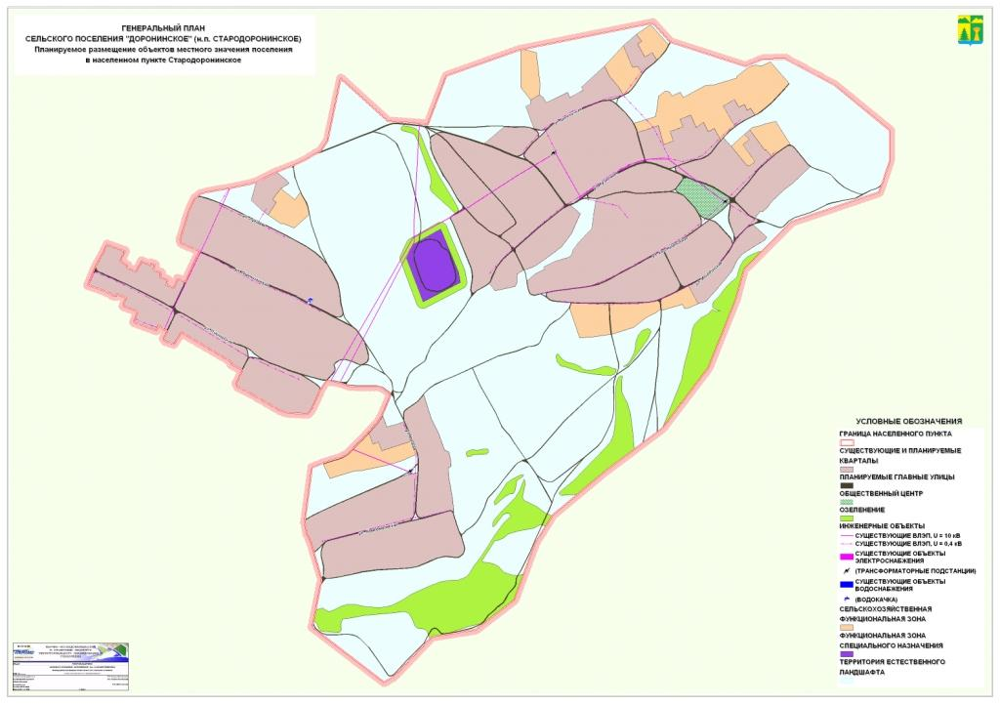 ГЕНЕРАЛЬНЫЙ ПЛАН
СЕЛЬСКОГО ПОСЕЛЕНИЯ "ДОРОНИНСКОЕ" (н.п. СТАРОДОРОНИНСКОЕ)
Планируемое размещение объектов местного значения поселения
в населенном пункте Стародоронинское
УСЛОВНЫЕ ОБОЗНАЧЕНИЯ
ГРАНИЦА НАСЕЛЕННОГО ПУНКТА
СУЩЕСТВУЮЩИЕ И ПЛАНИРУЕМЫЕ
КВАРТАЛЫ
ПЛАНИРУЕМЫЕ ГЛАВНЫЕ УЛИЦЫ
ОБЩЕСТВЕННЫЙ ЦЕНТР
ОЗЕЛЕНЕНИЕ
ИНЖЕНЕРНЫЕ ОБЪЕКТЫ
СУЩЕСТВУЮЩИЕ ВЛЭП, U = 10 кВ
СУЩЕСТВУЮЩИЕ ВЛЭП, U = 0,4 кВ
СУЩЕСТВУЮЩИЕ ОБЪЕКТЫ
ЭЛЕКТРОСНАБЖЕНИЯ
(ТРАНСФОРМАТОРНЫЕ ПОДСТАНЦИИ)
СУЩЕСТВУЮЩИЕ ОБЪЕКТЫ
ВОДОСНАБЖЕНИЯ
(ВОДОКАЧКА)
СЕЛЬСКОХОЗЯЙСТВЕННАЯ
ФУНКЦИОНАЛЬНАЯ ЗОНА
ФУНКЦИОНАЛЬНАЯ ЗОНА
СПЕЦИАЛЬНОГО НАЗНАЧЕНИЯ
ТЕРРИТОРИЯ ЕСТЕСТВЕННОГО
ЛАНДШАФТА